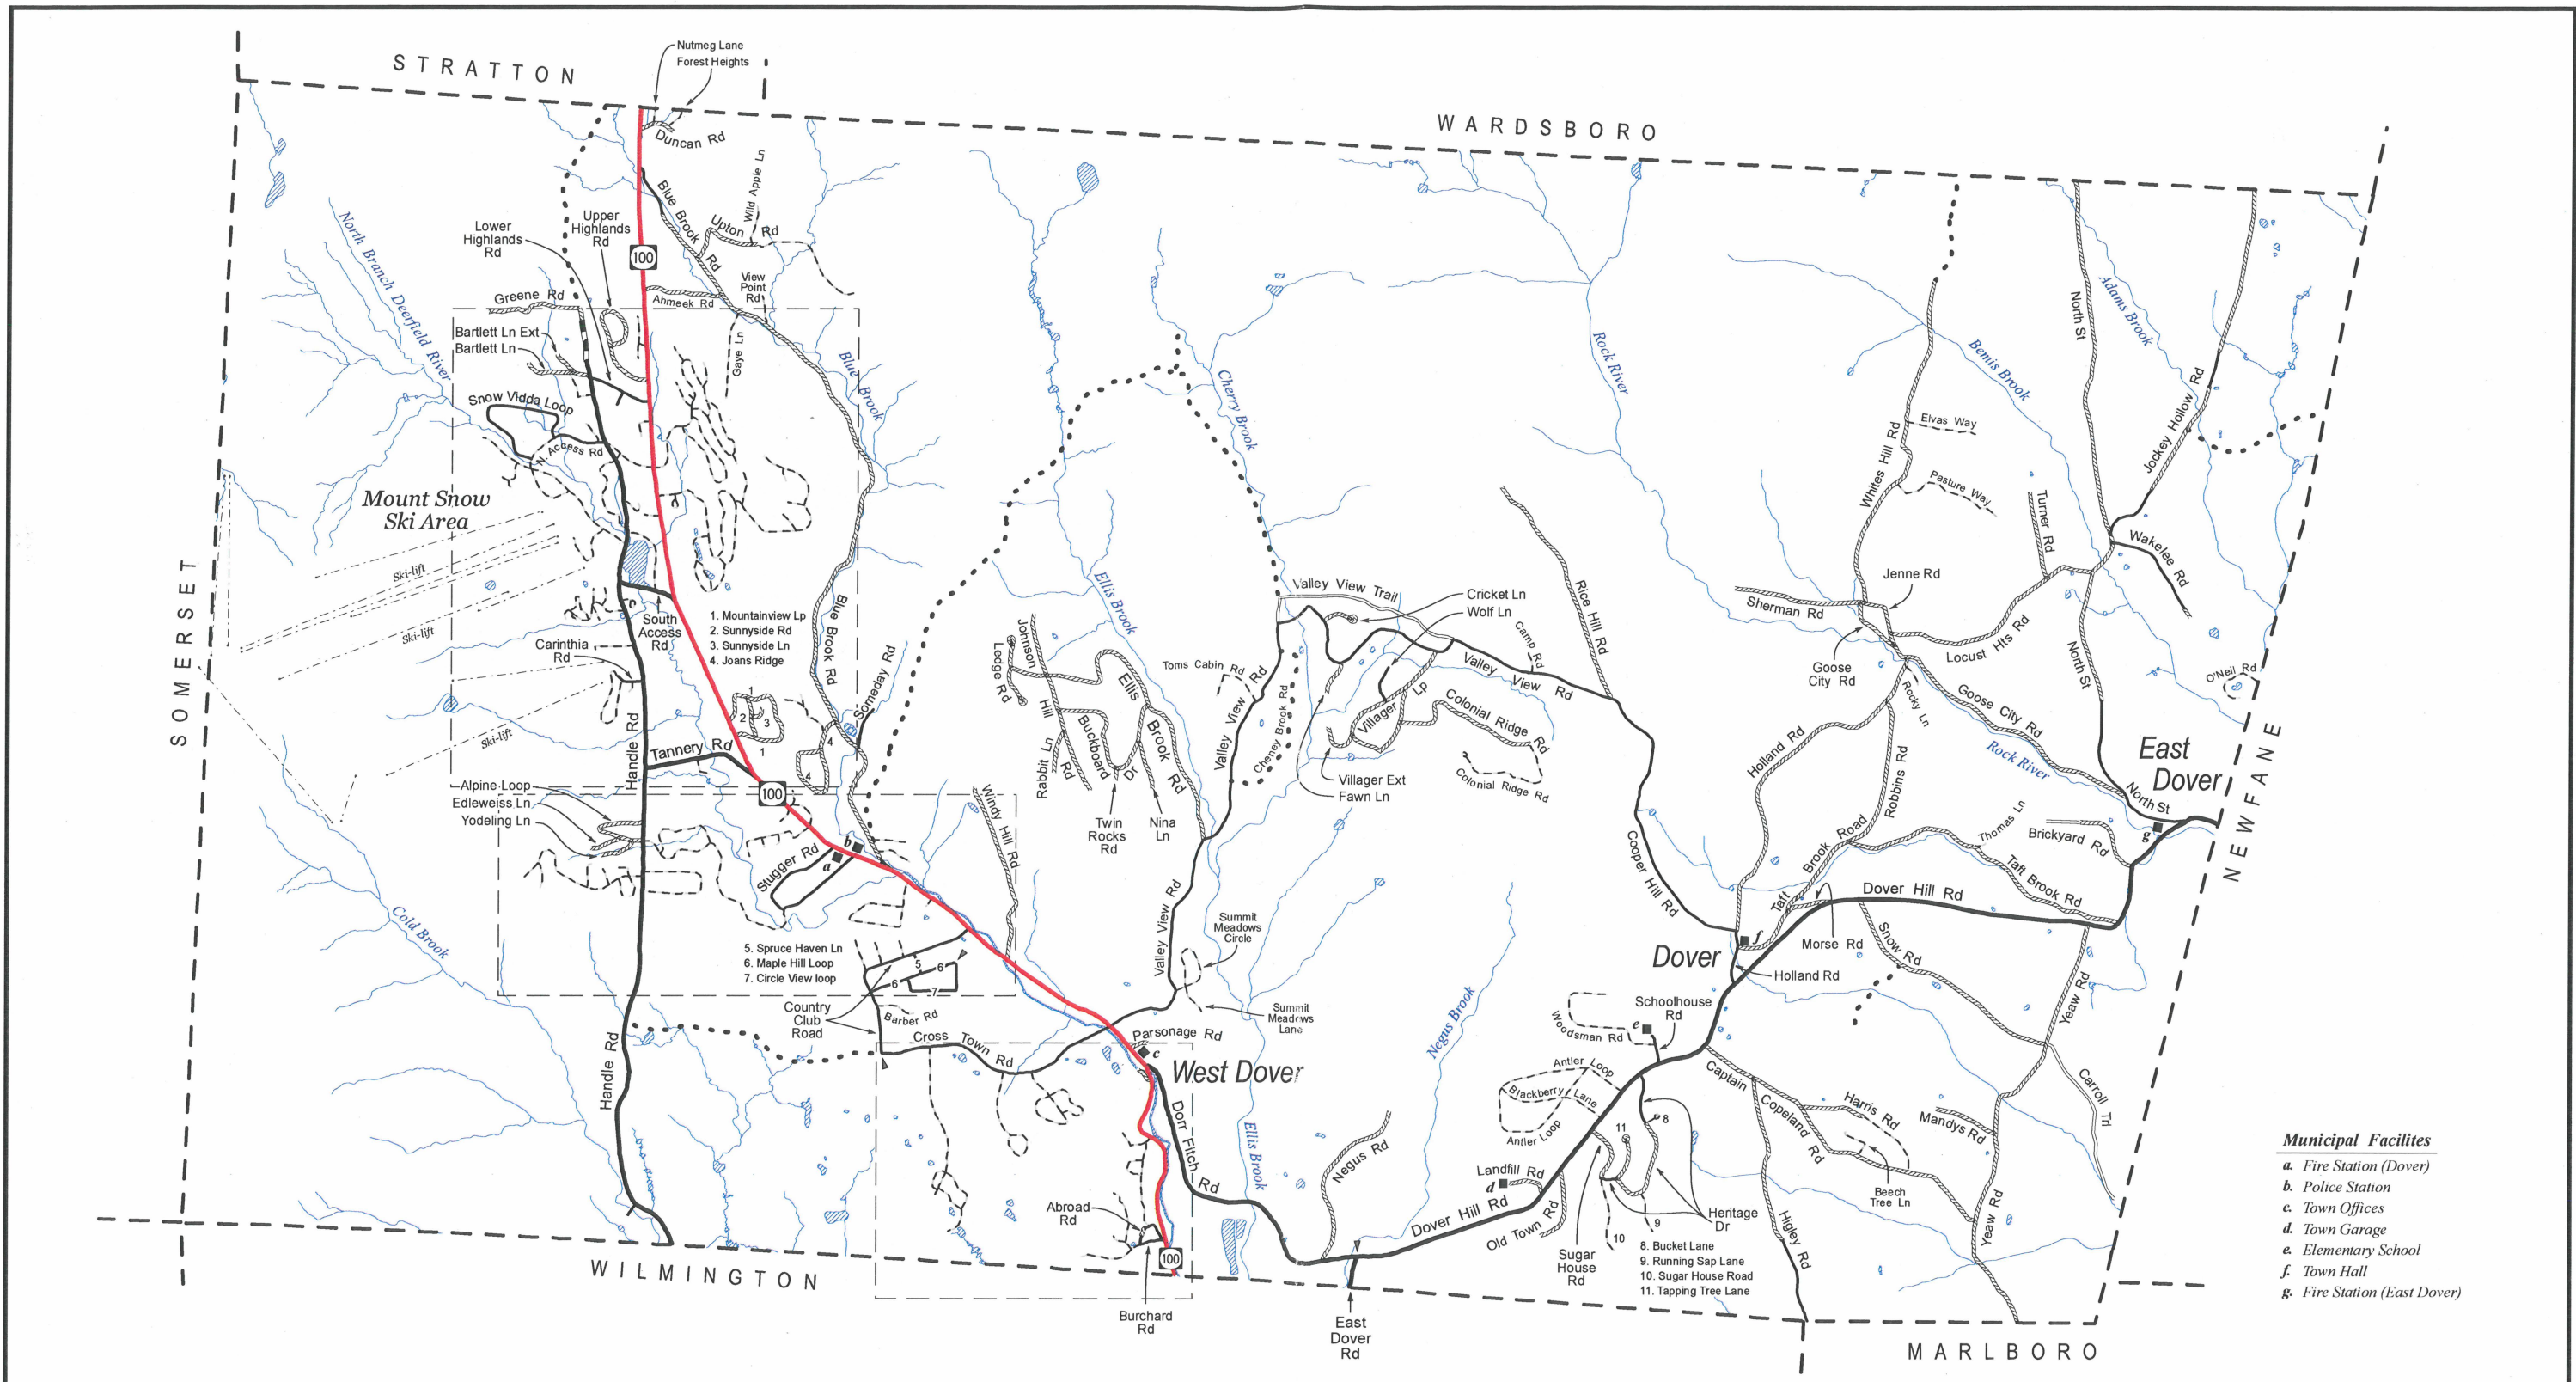 Nutmeg Lane
Forest Heights
STRATTON
WARDSBORO
Duncan Rd
Wild Apple Ln
Blue Brook Rd
Upton Rd
North Branch Deerfield River
Lower
Highlands
Rd
Upper
Highlands
Rd
100
View
Point
Rd
Greene Rd
Ahmeek Rd
Bartlett Ln Ext
Bartlett Ln
Gaye Ln
Blue Brook
Snow Vidda Loop
N. Access Rd
Mount Snow
Ski Area
Ski-lift
Ski-lift
Ski-lift
SOMERSET
South
Access
Rd
Carinthia
Rd
1. Mountainview Lp
2. Sunnyside Rd
3. Sunnyside Ln
4. Joans Ridge
1
2
3
1
4
4
Blue Brook Rd
Someday Rd
Handle Rd
Tannery Rd
100
Alpine Loop
Edleweiss Ln
Yodeling Ln
Stugger Rd
b
a
Windy Hill Rd
Cold Brook
5. Spruce Haven Ln
6. Maple Hill Loop
7. Circle View loop
5
6
6
7
Country
Club
Road
Barber Rd
Cross Town Rd
Handle Rd
Johnson Hill Rd
Ledge Rd
Rabbit Ln
Buckboard Dr
Ellis Brook Rd
Ellis Brook
Twin
Rocks
Rd
Nina
Ln
Cherry Brook
Toms Cabin Rd
Valley View Rd
Cheney Brook Rd
Valley View Trail
Cricket Ln
Wolf Ln
Camp Rd
Valley View Rd
Villager Lp
Colonial Ridge Rd
Colonial Ridge Rd
Villager Ext
Fawn Ln
Valley View Rd
Summit
Meadows
Circle
Summit
Meadows
Lane
Parsonage Rd
c
West Dover
Dorr Fitch Rd
Ellis Brook
Abroad
Rd
100
Burchard
Rd
WILMINGTON
Negus Brook
Negus Rd
East
Dover
Rd
Rock River
Rice Hill Rd
Cooper Hill Rd
Bemis Brook
Adams Brook
North St
Jockey Hollow Rd
Whites Hill Rd
Elvas Way
Pasture Way
Turner Rd
Wakelee Rd
Jenne Rd
Sherman Rd
Goose
City Rd
Locust Hts Rd
North St
O'Neil Rd
Rocky Ln
Goose City Rd
Rock River
Holland Rd
Robbins Rd
East
Dover
NEWFANE
North St
g
Thomas Ln
Brickyard Rd
Taft Brook Road
Taft Brook Rd
Dover Hill Rd
Dover
f
Morse Rd
Holland Rd
Snow Rd
Yeaw Rd
Schoolhouse
Rd
e
Woodsman Rd
Antler Loop
Blackberry Lane
Antler Loop
Captain Copeland Rd
Harris Rd
Mandys Rd
Carroll Trl
8
11
Landfill Rd
d
Beech
Tree Ln
Heritage
Dr
Dover Hill Rd
Old Town Rd
Sugar
House
Rd
9
10
8. Bucket Lane
9. Running Sap Lane
10. Sugar House Road
11. Tapping Tree Lane
Higley Rd
Yeaw Rd
MARLBORO
Municipal Facilites
a. Fire Station (Dover)
b. Police Station
c. Town Offices
d. Town Garage
e. Elementary School
f. Town Hall
g. Fire Station (East Dover)